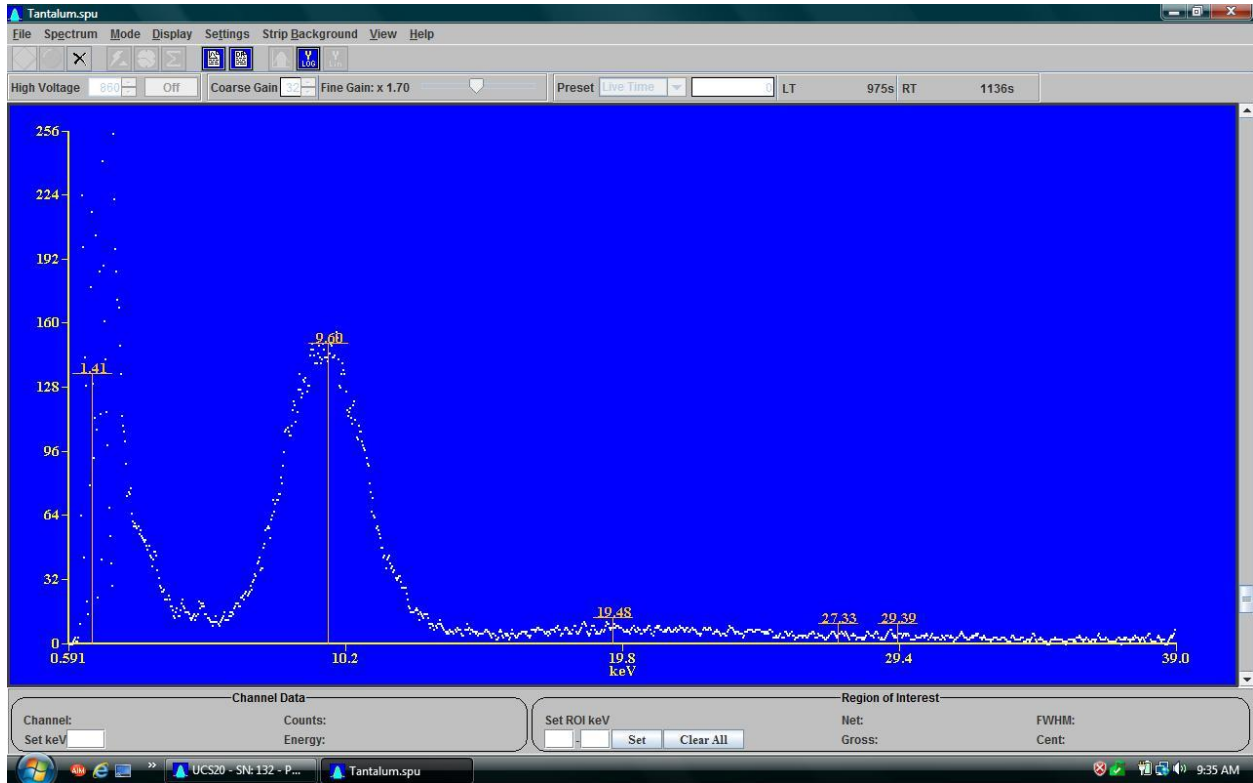 Tantalum.spu
File Spectrum Mode Display Settings Strip Background View Help
High Voltage 860 Off Coarse Gain 32 Fine Gain: x 1.70 Preset Live Time 0 LT 975s RT 1136s
256
224
192
160
9.60
1.41
128
96
64
32
19.48 27.33 29.39
0
0.591 10.2 19.8 29.4 39.0
keV
Channel Data Region of Interest
Channel: Counts: Set ROI keV Net: FWHM:
Set keV Energy: - Set Clear All Gross: Cent:
UCS20 - SN: 132 - P... Tantalum.spu 9:35 AM